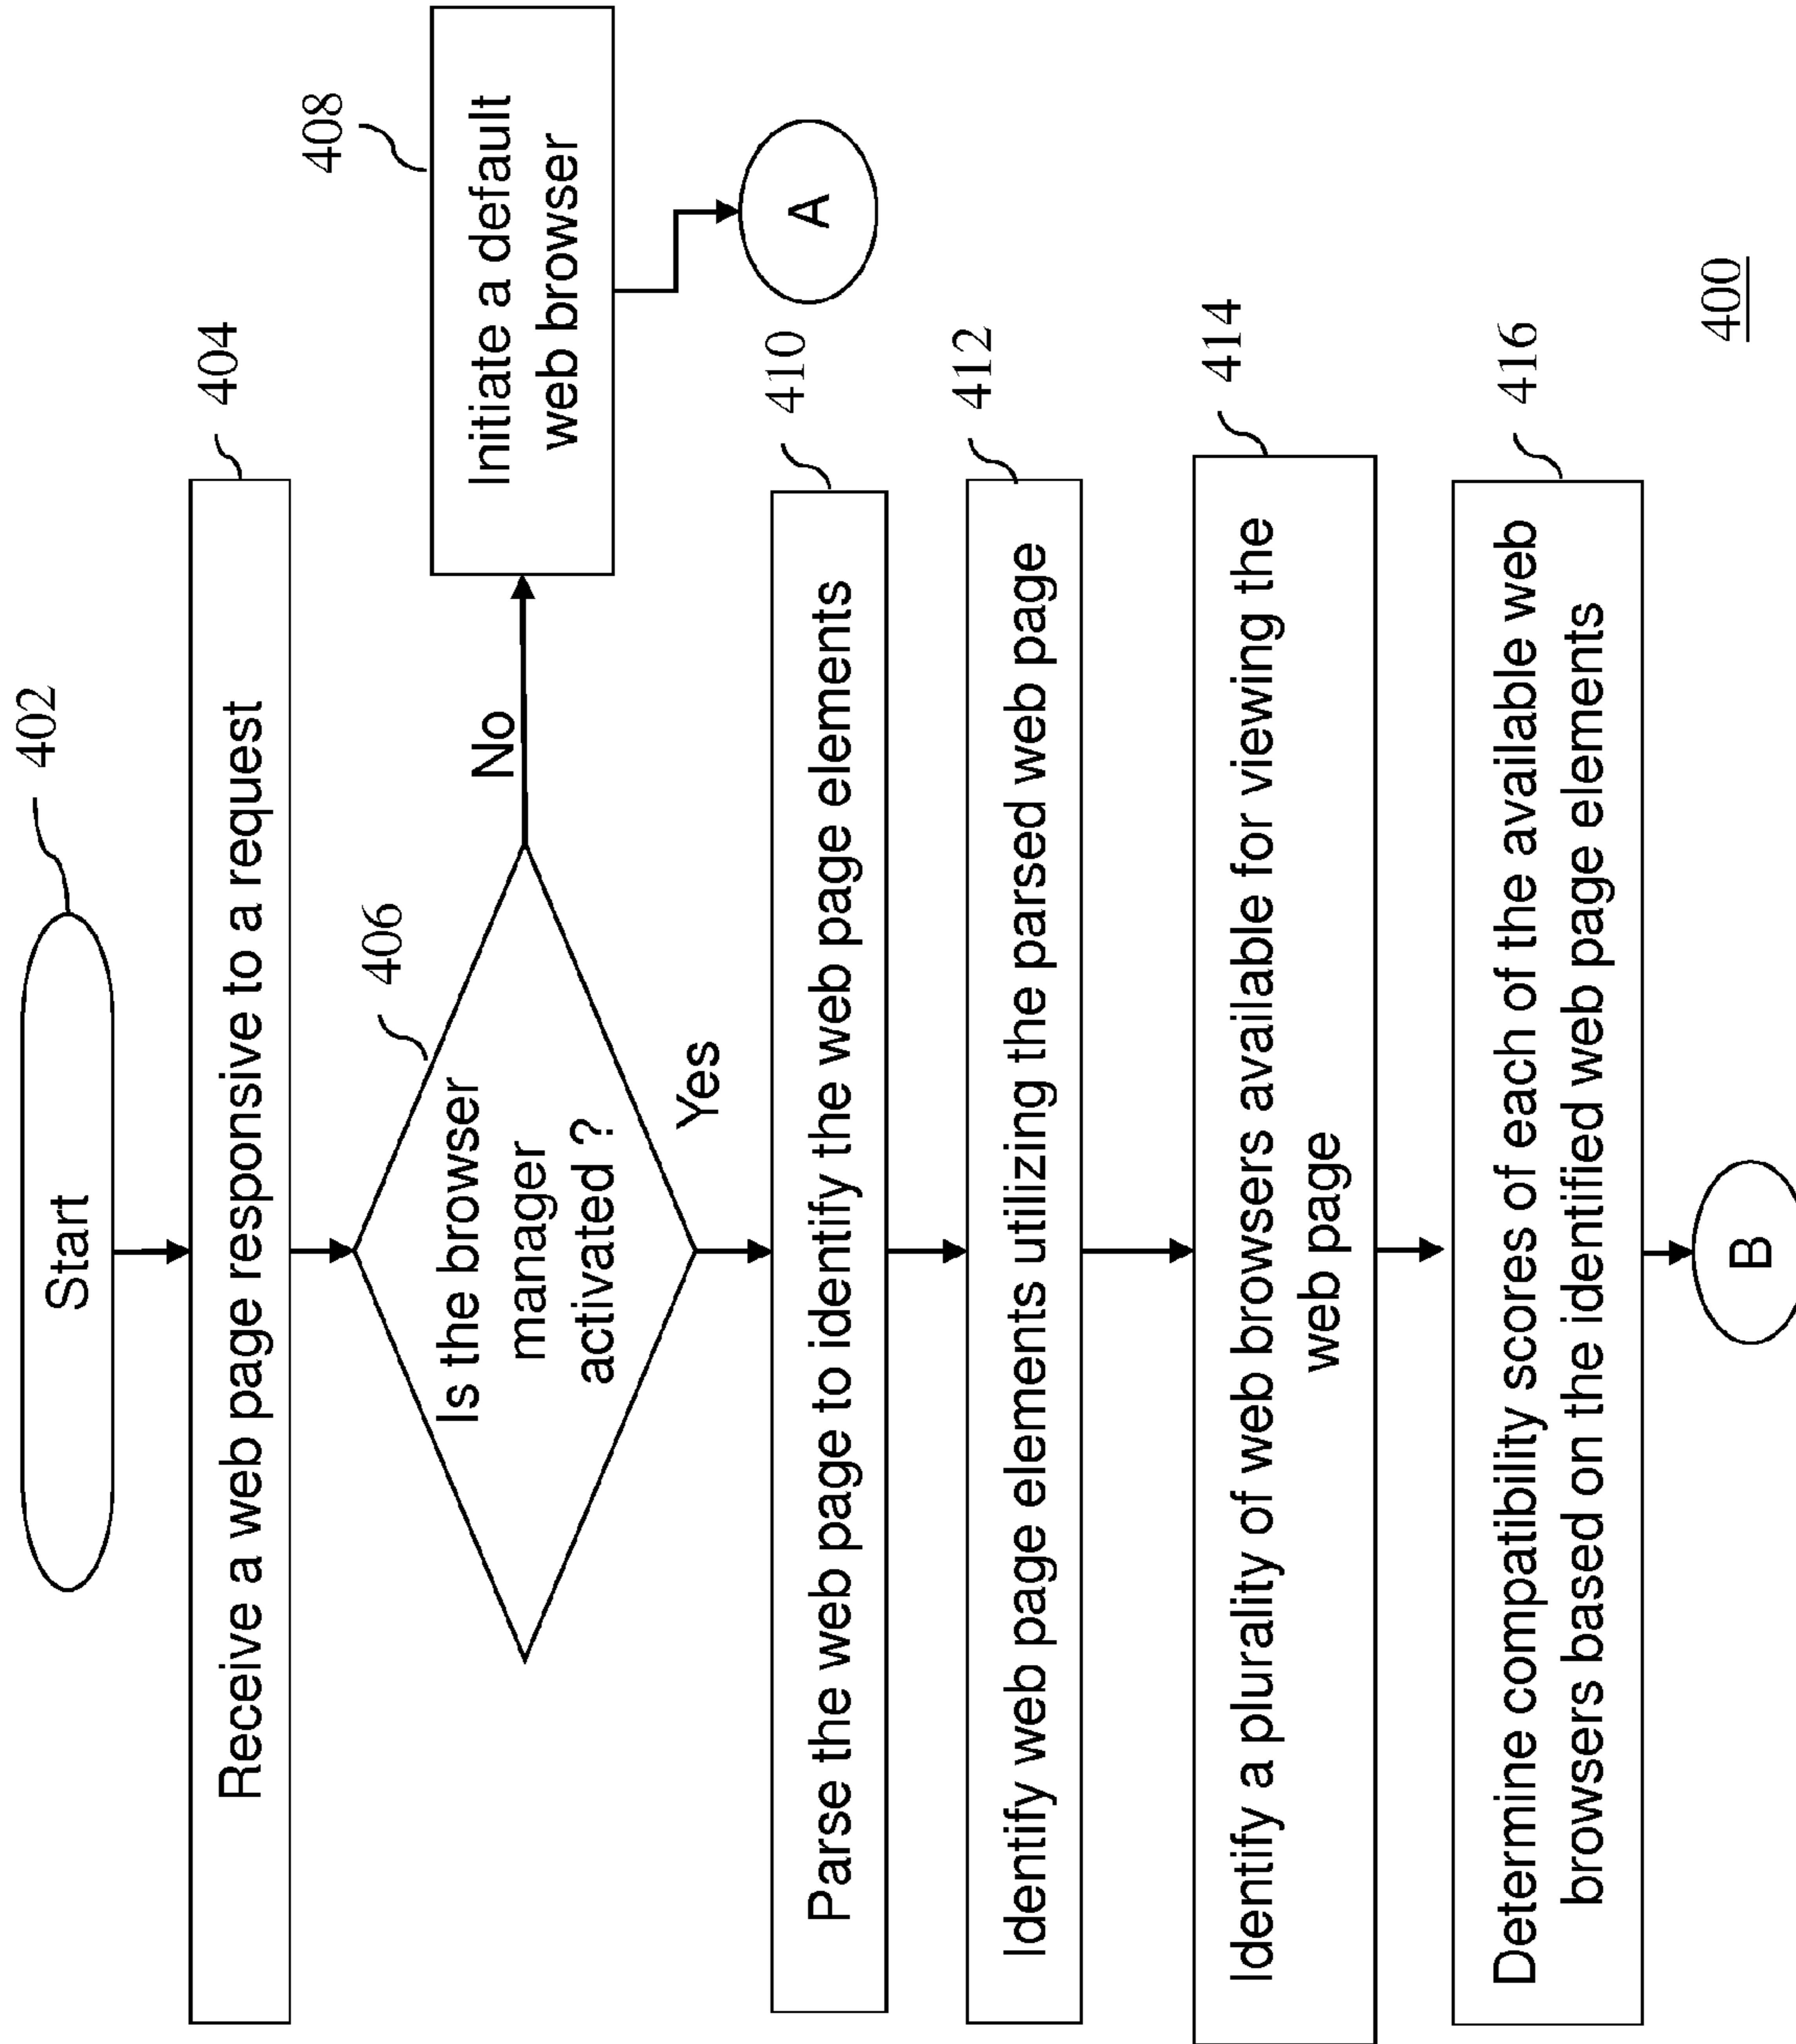 Start
402
Receive a web page responsive to a request
404
Is the browser
manager
activated ?
406
No
Yes
Initiate a default
web browser
408
A
Parse the web page to identify the web page elements
410
Identify web page elements utilizing the parsed web page
412
Identify a plurality of web browsers available for viewing the
web page
414
Determine compatibility scores of each of the available web
browsers based on the identified web page elements
416
B
400